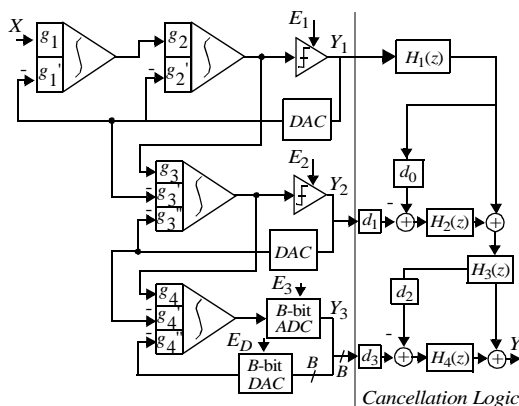 E1 Y1
X g1 g2 H1(z)
- g1' - g2'
DAC
d0
E2
g3 Y2
- g3' -
- g3" d1 H2(z)
DAC
H3(z)
E3 d2
g4 B-bit ADC Y3
- g4' ED -
- g4" B-bit DAC B B d3 H4(z) Y
Cancellation Logic